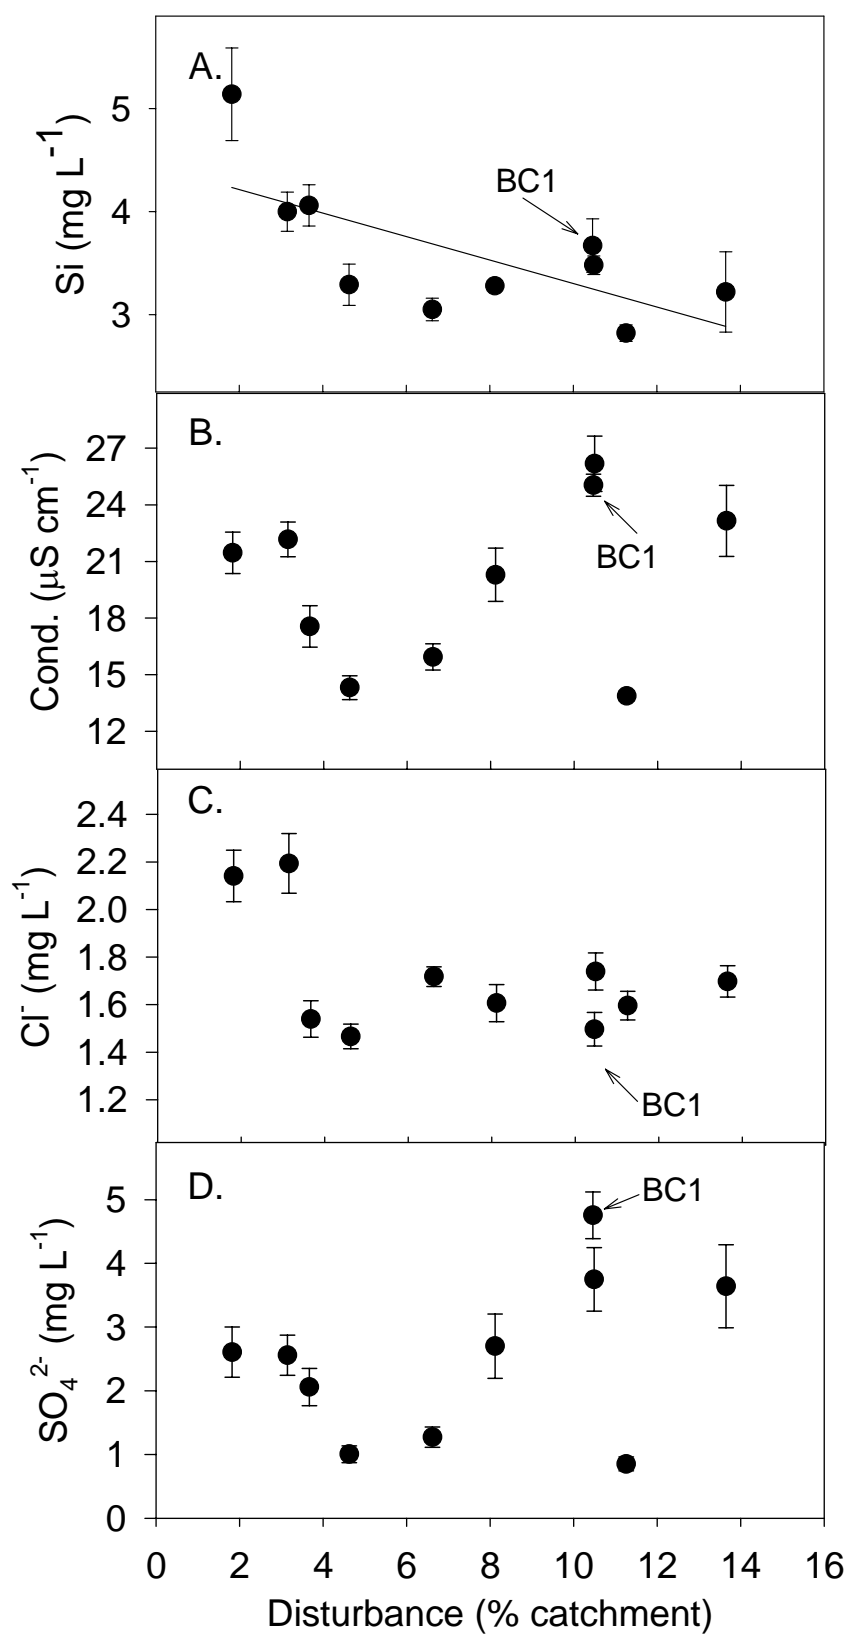 A.
Si (mg L-1)
5
4
3
BC1
B.
Cond. (μS cm-1)
27
24
21
18
15
12
BC1
C.
Cl- (mg L-1)
2.4
2.2
2.0
1.8
1.6
1.4
1.2
BC1
D.
SO42- (mg L-1)
5
4
3
2
1
0
BC1
0 2 4 6 8 10 12 14 16
Disturbance (% catchment)